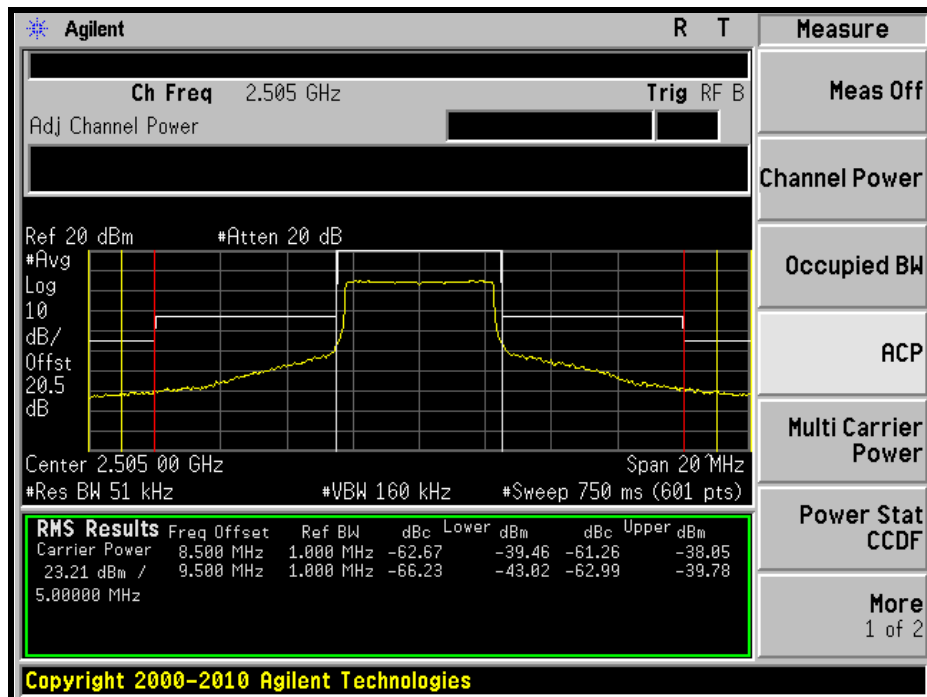 Agilent R T
Ch Freq 2.505 GHz Trig RF B
Adj Channel Power
Ref 20 dBm #Atten 20 dB
#Avg
Log
10
dB/
Offst
20.5
dB
Center 2.505 00 GHz Span 20 MHz
#Res BW 51 kHz #VBW 160 kHz #Sweep 750 ms (601 pts)
RMS Results Freq Offset Ref BW dBc Lower dBm dBc Upper dBm
Carrier Power 8.500 MHz 1.000 MHz -62.67 -39.46 -61.26 -38.05
23.21 dBm / 9.500 MHz 1.000 MHz -66.23 -43.02 -62.99 -39.78
5.00000 MHz
Copyright 2000-2010 Agilent Technologies
Measure
Meas Off
Channel Power
Occupied BW
ACP
Multi Carrier
Power
Power Stat
CCDF
More
1 of 2